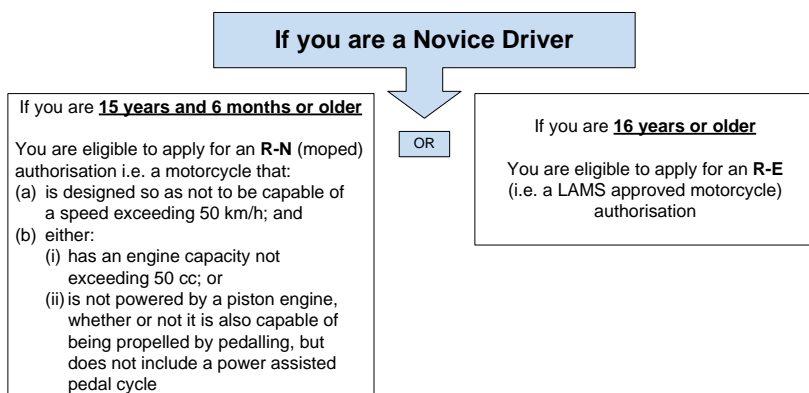 If you are a Novice Driver
If you are 15 years and 6 months or older
You are eligible to apply for an R-N (moped)
authorisation i.e. a motorcycle that:
(a) is designed so as not to be capable of
a speed exceeding 50 km/h; and
(b) either:
(i) has an engine capacity not
exceeding 50 cc; or
(ii) is not powered by a piston engine,
whether or not it is also capable of
being propelled by pedalling, but
does not include a power assisted
pedal cycle
OR
If you are 16 years or older
You are eligible to apply for an R-E
(i.e. a LAMS approved motorcycle)
authorisation